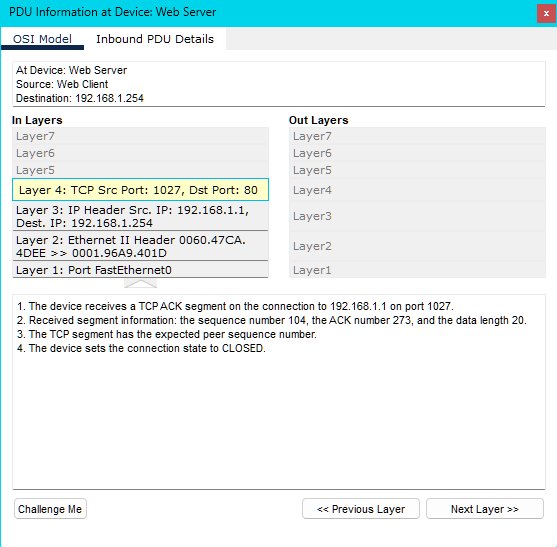 PDU Information at Device: Web Server
x
OSI Model Inbound PDU Details
At Device: Web Server
Source: Web Client
Destination: 192.168.1.254
In Layers
Layer7
Layer6
Layer5
Layer 4: TCP Src Port: 1027, Dst Port: 80
Layer 3: IP Header Src. IP: 192.168.1.1,
Dest. IP: 192.168.1.254
Layer 2: Ethernet II Header 0060.47CA.
4DEE >> 0001.96A9.401D
Layer 1: Port FastEthernet0
Out Layers
Layer7
Layer6
Layer5
Layer4
Layer3
Layer2
Layer1
1. The device receives a TCP ACK segment on the connection to 192.168.1.1 on port 1027.
2. Received segment information: the sequence number 104, the ACK number 273, and the data length 20.
3. The TCP segment has the expected peer sequence number.
4. The device sets the connection state to CLOSED.
Challenge Me
<< Previous Layer
Next Layer >>